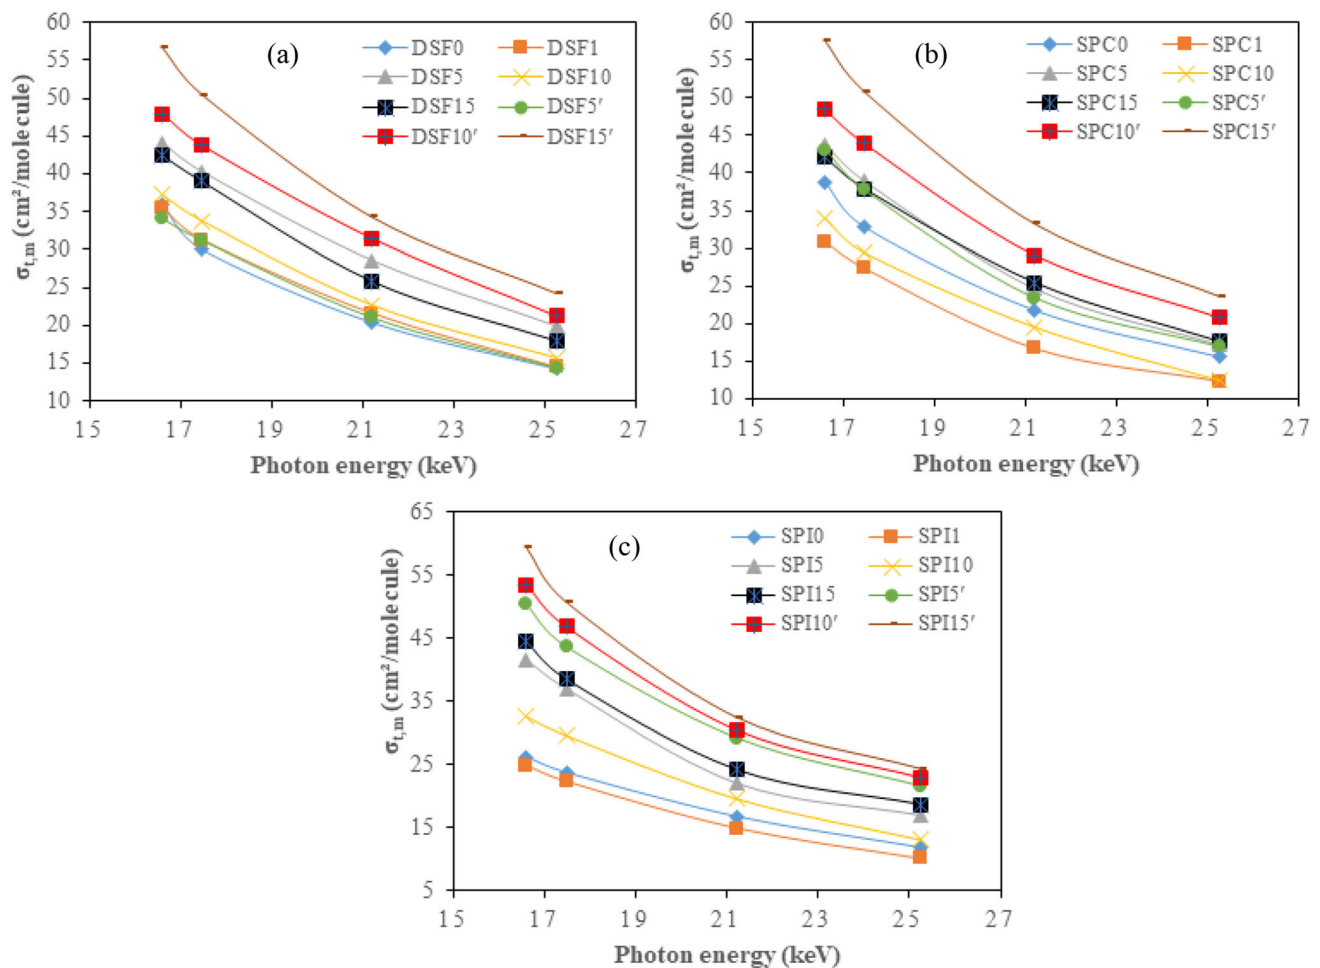 (a)
σt,m (cm²/molecule)
60
55
50
45
40
35
30
25
20
15
10
DSF0 DSF1
DSF5 DSF10
DSF15 DSF5′
DSF10′ DSF15′
15 17 19 21 23 25 27
Photon energy (keV)
(b)
σt,m (cm²/molecule)
60
55
50
45
40
35
30
25
20
15
10
SPC0 SPC1
SPC5 SPC10
SPC15 SPC5′
SPC10′ SPC15′
15 17 19 21 23 25 27
Photon energy (keV)
(c)
σt,m (cm²/molecule)
65
55
45
35
25
15
5
SPI0 SPI1
SPI5 SPI10
SPI15 SPI5′
SPI10′ SPI15′
15 17 19 21 23 25 27
Photon energy (keV)